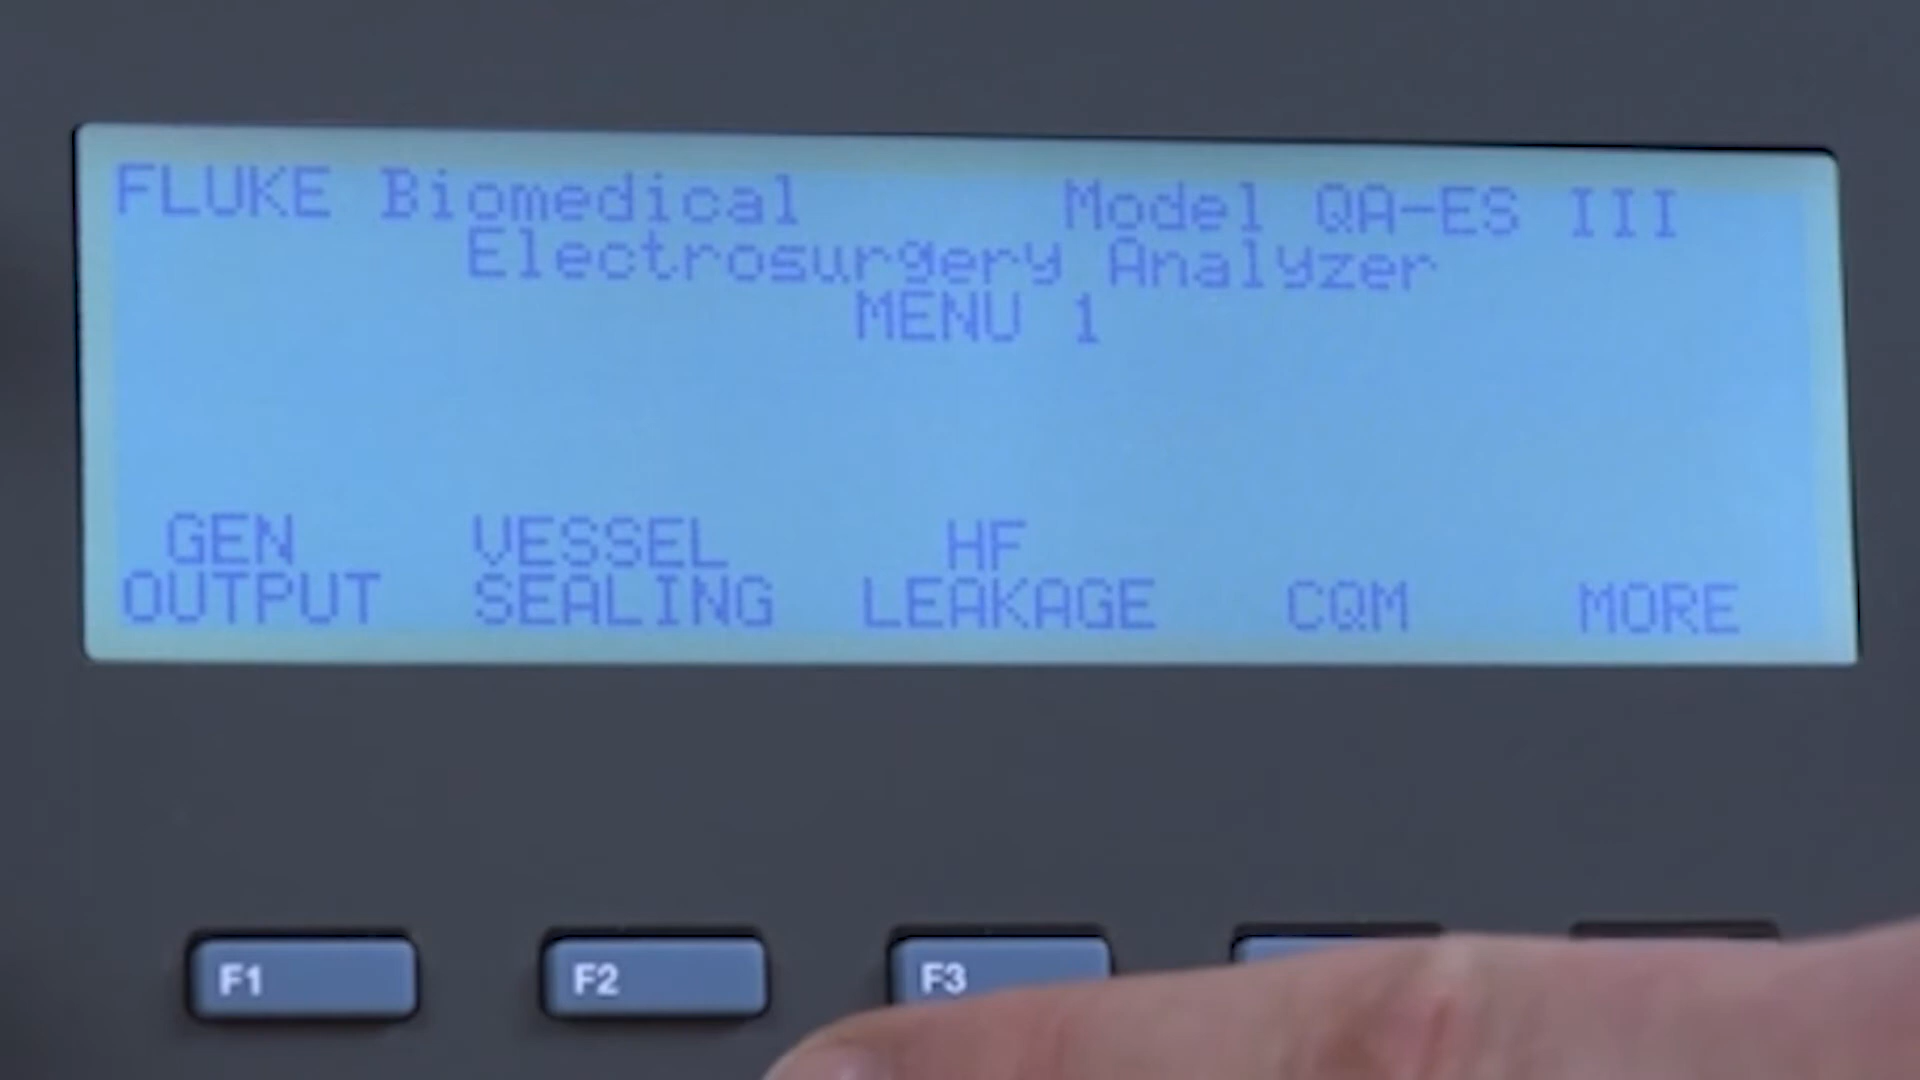 FLUKE Biomedical Model QA-ES III
Electrosurgery Analyzer
MENU 1
GEN VESSEL HF
OUTPUT SEALING LEAKAGE CQM MORE
F1 F2 F3